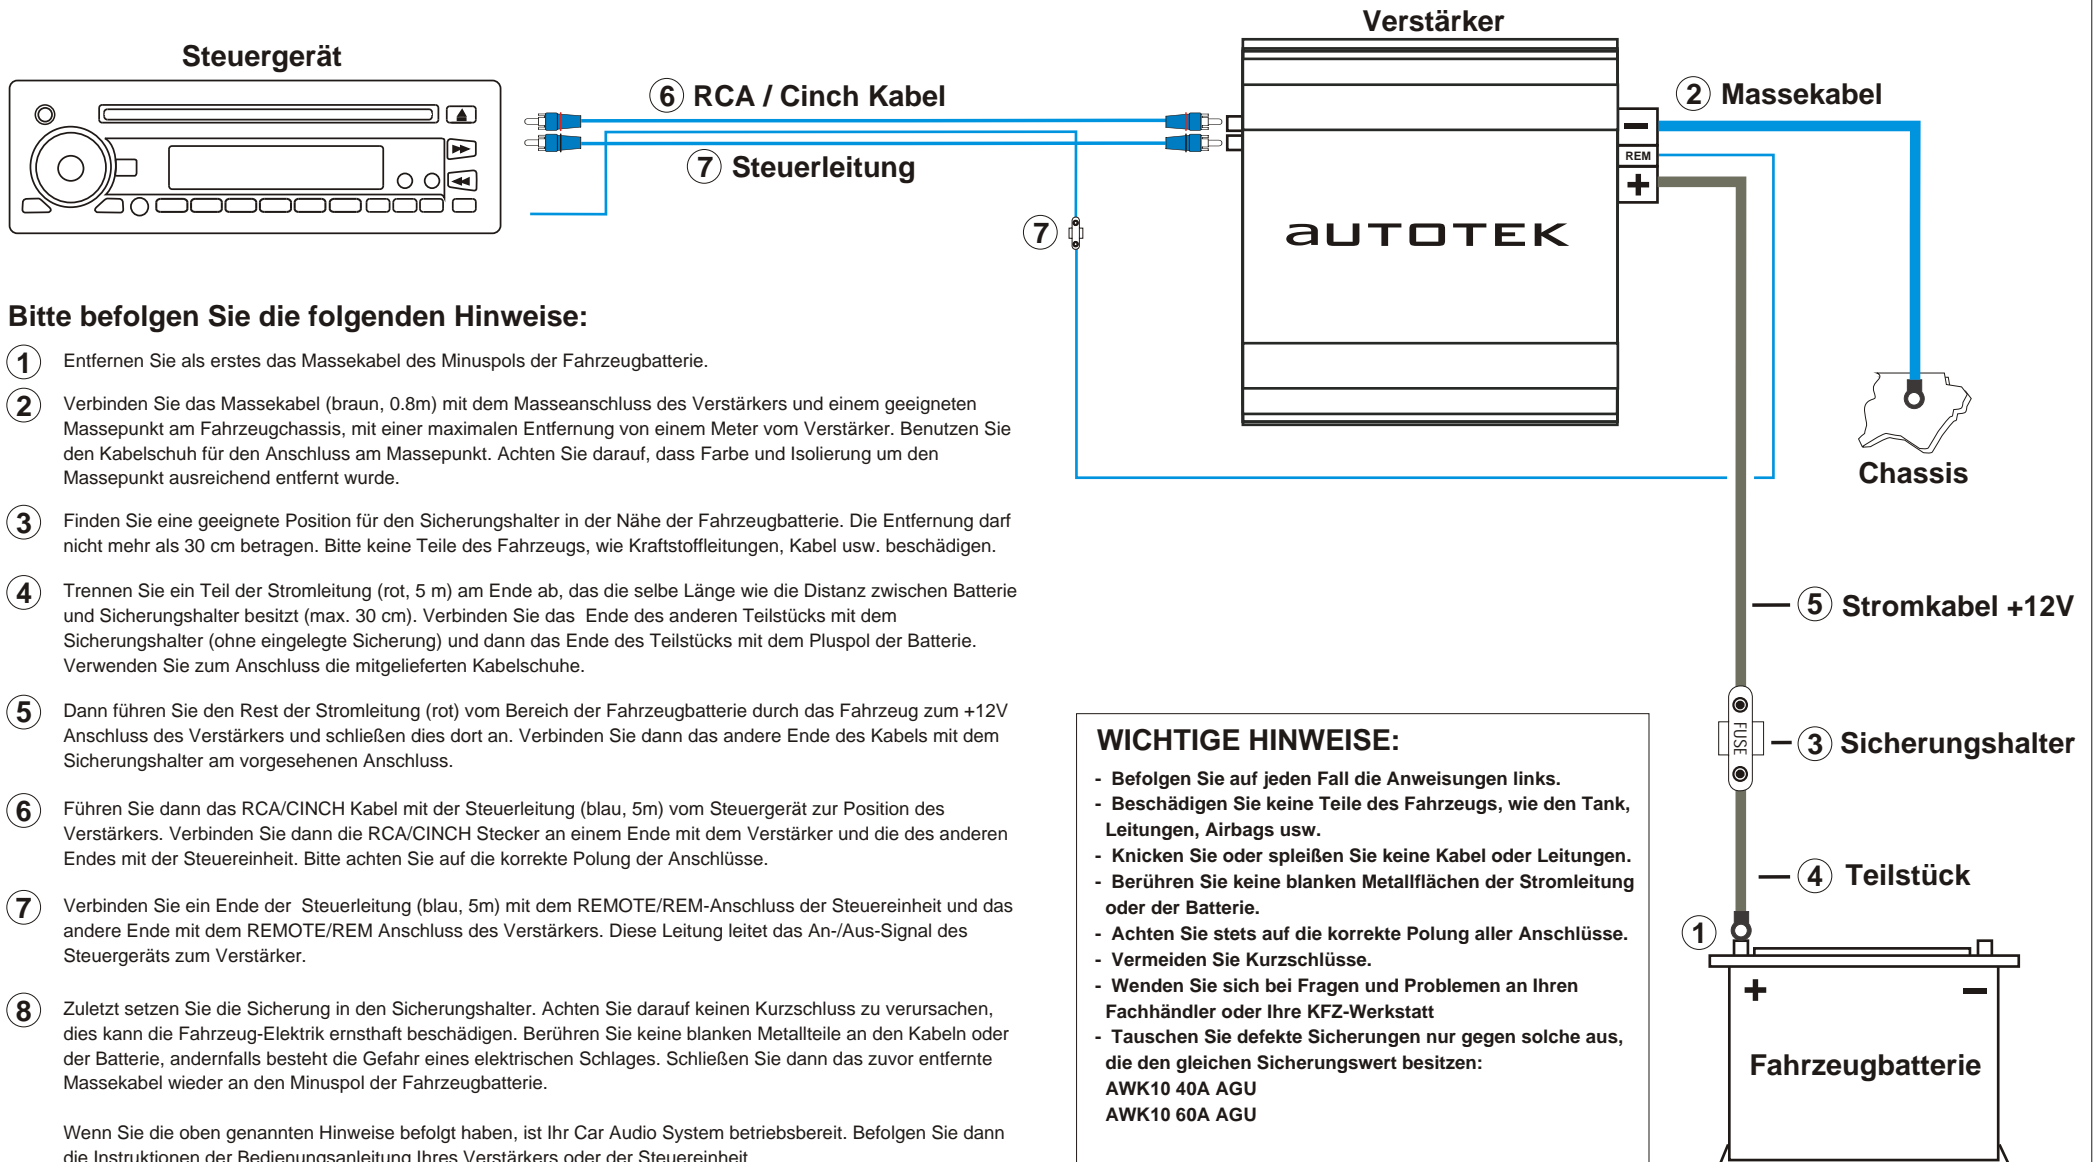 Verstärker
Steuergerät
6 RCA / Cinch Kabel
2 Massekabel
7 Steuerleitung
REM
7
aUTOTEK
Chassis
Bitte befolgen Sie die folgenden Hinweise:
1 Entfernen Sie als erstes das Massekabel des Minuspols der Fahrzeugbatterie.
2 Verbinden Sie das Massekabel (braun, 0.8m) mit dem Masseanschluss des Verstärkers und einem geeigneten
Massepunkt am Fahrzeugchassis, mit einer maximalen Entfernung von einem Meter vom Verstärker. Benutzen Sie
den Kabelschuh für den Anschluss am Massepunkt. Achten Sie darauf, dass Farbe und Isolierung um den
Massepunkt ausreichend entfernt wurde.
3 Finden Sie eine geeignete Position für den Sicherungshalter in der Nähe der Fahrzeugbatterie. Die Entfernung darf
nicht mehr als 30 cm betragen. Bitte keine Teile des Fahrzeugs, wie Kraftstoffleitungen, Kabel usw. beschädigen.
4 Trennen Sie ein Teil der Stromleitung (rot, 5 m) am Ende ab, das die selbe Länge wie die Distanz zwischen Batterie
und Sicherungshalter besitzt (max. 30 cm). Verbinden Sie das Ende des anderen Teilstücks mit dem
Sicherungshalter (ohne eingelegte Sicherung) und dann das Ende des Teilstücks mit dem Pluspol der Batterie.
Verwenden Sie zum Anschluss die mitgelieferten Kabelschuhe.
5 Dann führen Sie den Rest der Stromleitung (rot) vom Bereich der Fahrzeugbatterie durch das Fahrzeug zum +12V
Anschluss des Verstärkers und schließen dies dort an. Verbinden Sie dann das andere Ende des Kabels mit dem
Sicherungshalter am vorgesehenen Anschluss.
6 Führen Sie dann das RCA/CINCH Kabel mit der Steuerleitung (blau, 5m) vom Steuergerät zur Position des
Verstärkers. Verbinden Sie dann die RCA/CINCH Stecker an einem Ende mit dem Verstärker und die des anderen
Endes mit der Steuereinheit. Bitte achten Sie auf die korrekte Polung der Anschlüsse.
7 Verbinden Sie ein Ende der Steuerleitung (blau, 5m) mit dem REMOTE/REM-Anschluss der Steuereinheit und das
andere Ende mit dem REMOTE/REM Anschluss des Verstärkers. Diese Leitung leitet das An-/Aus-Signal des
Steuergeräts zum Verstärker.
8 Zuletzt setzen Sie die Sicherung in den Sicherungshalter. Achten Sie darauf keinen Kurzschluss zu verursachen,
dies kann die Fahrzeug-Elektrik ernsthaft beschädigen. Berühren Sie keine blanken Metallteile an den Kabeln oder
der Batterie, andernfalls besteht die Gefahr eines elektrischen Schlages. Schließen Sie dann das zuvor entfernte
Massekabel wieder an den Minuspol der Fahrzeugbatterie.
Wenn Sie die oben genannten Hinweise befolgt haben, ist Ihr Car Audio System betriebsbereit. Befolgen Sie dann
die Instruktionen der Bedienungsanleitung Ihres Verstärkers oder der Steuereinheit
WICHTIGE HINWEISE:
- Befolgen Sie auf jeden Fall die Anweisungen links.
- Beschädigen Sie keine Teile des Fahrzeugs, wie den Tank,
Leitungen, Airbags usw.
- Knicken Sie oder spleißen Sie keine Kabel oder Leitungen.
- Berühren Sie keine blanken Metallflächen der Stromleitung
oder der Batterie.
- Achten Sie stets auf die korrekte Polung aller Anschlüsse.
- Vermeiden Sie Kurzschlüsse.
- Wenden Sie sich bei Fragen und Problemen an Ihren
Fachhändler oder Ihre KFZ-Werkstatt
- Tauschen Sie defekte Sicherungen nur gegen solche aus,
die den gleichen Sicherungswert besitzen:
AWK10 40A AGU
AWK10 60A AGU
5 Stromkabel +12V
FUSE
3 Sicherungshalter
4 Teilstück
1
+ -
Fahrzeugbatterie